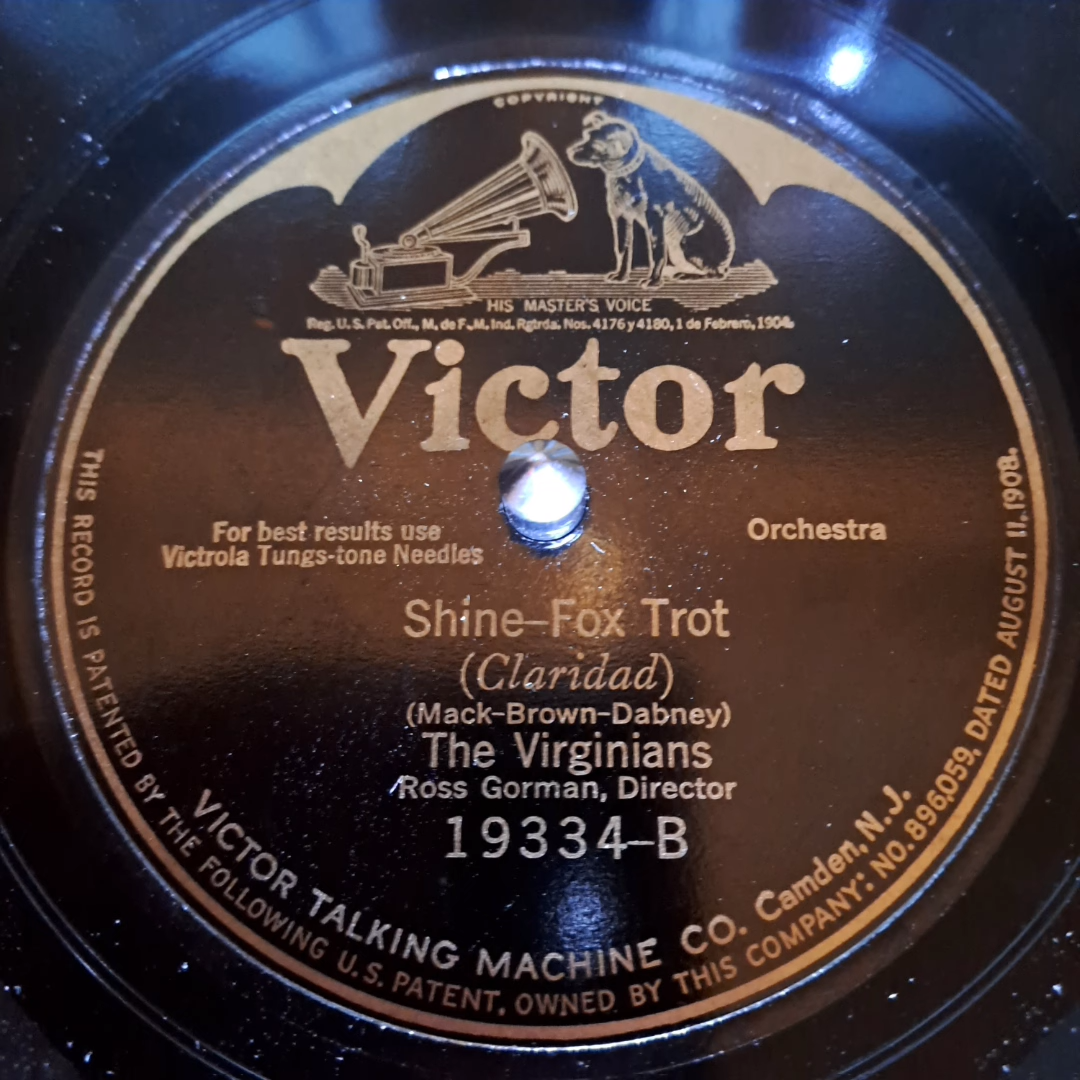 COPYRIGHT
HIS MASTER'S VOICE
Reg. U. S. Pat. Off., M. de F. M. Ind. Rgtrda. Nos. 4176 y 4180, 1 de Febrero, 1904.
Victor
For best results use
Victrola Tungs-tone Needles
Orchestra
Shine–Fox Trot
(Claridad)
(Mack–Brown–Dabney)
The Virginians
Ross Gorman, Director
19334–B
VICTOR TALKING MACHINE CO. Camden, N.J.
THIS RECORD IS PATENTED BY THE FOLLOWING U.S. PATENT, OWNED BY THIS COMPANY: NO. 896,059, DATED AUGUST 11, 1908.